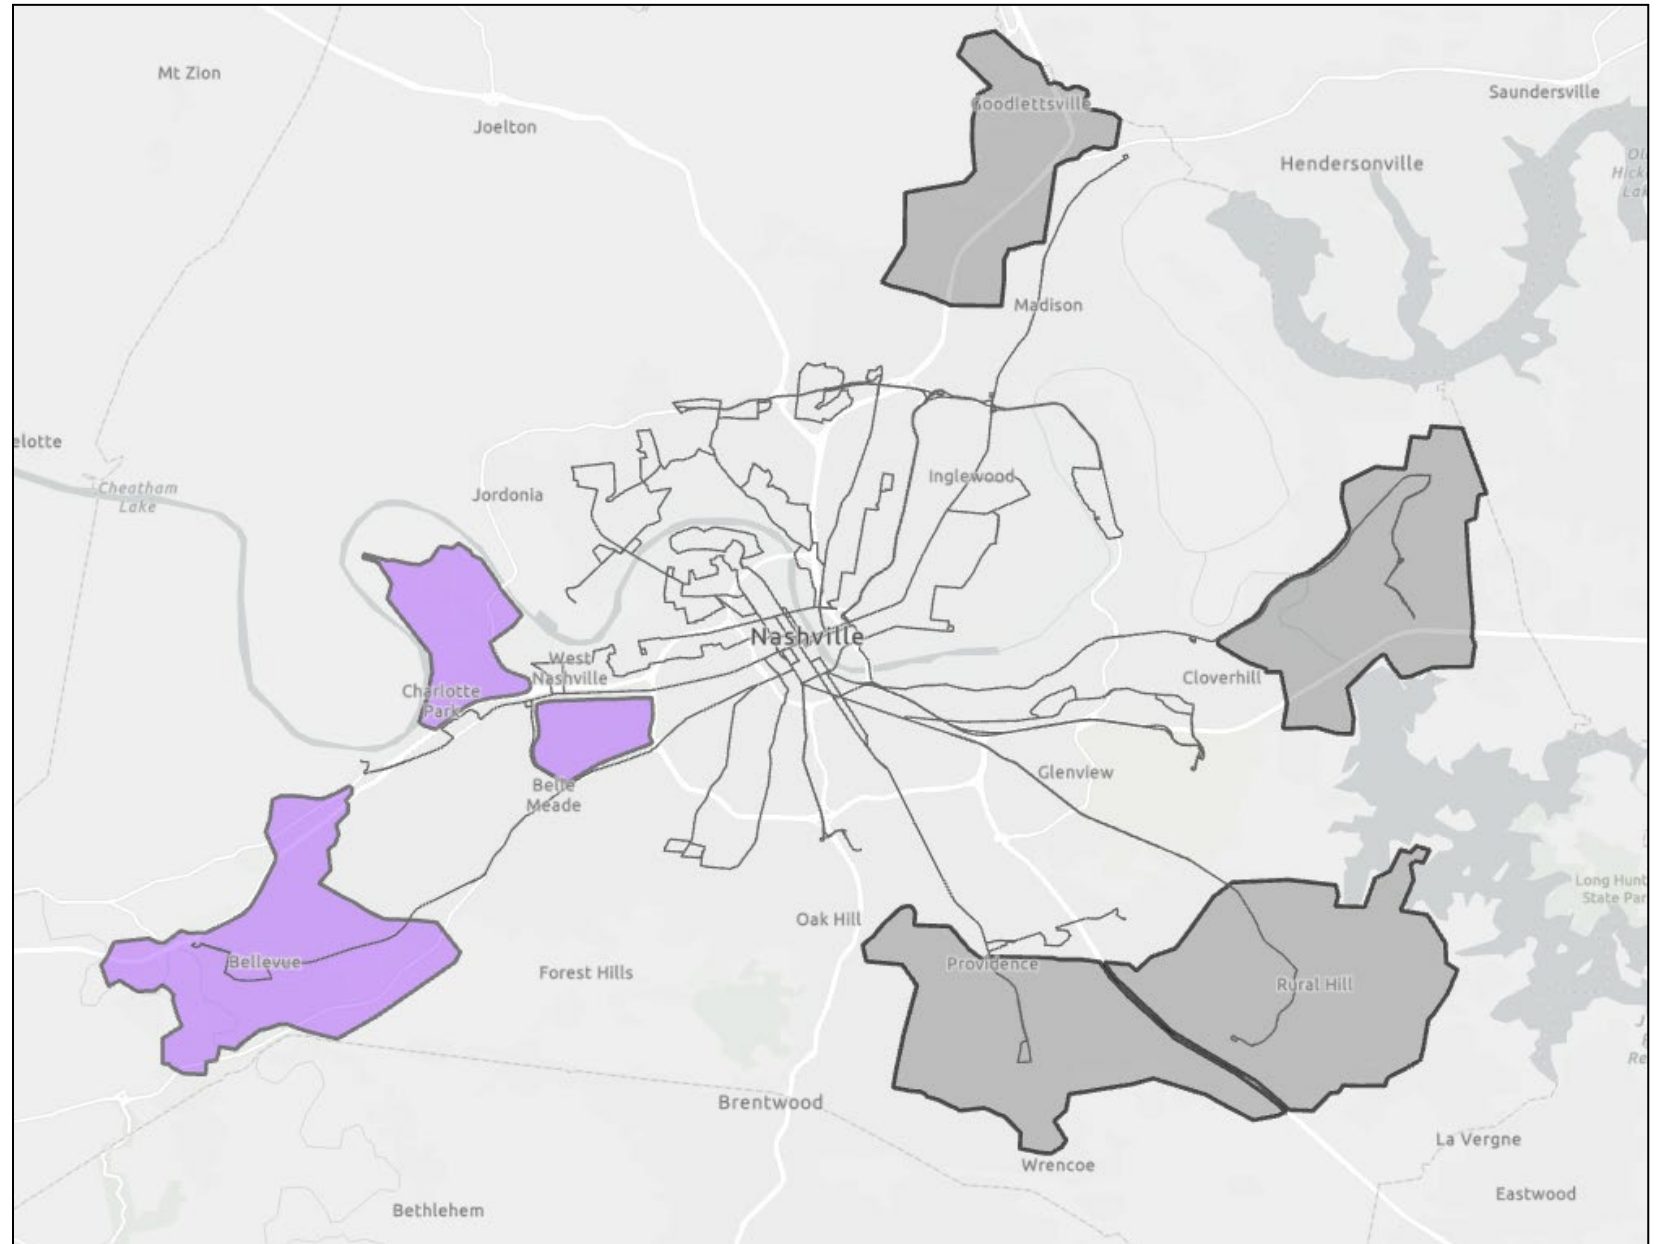 Mt Zion
Goodlettsville
Saundersville
Joelton
Hendersonville
Madison
elotte
Cheatham
Lake
Jordonia
Inglewood
Nashville
West
Nashville
Charlotte
Park
Cloverhill
Belle
Meade
Glenview
Long Hunt
State Par
Oak Hill
Bellevue
Forest Hills
Providence
Rural Hill
Brentwood
La Vergne
Wrencoe
Eastwood
Bethlehem